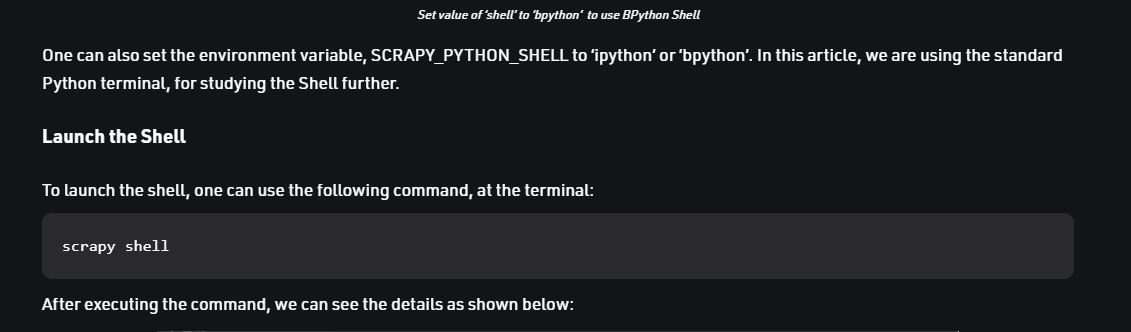 Set value of ‘shell’ to ‘bpython’ to use BPython Shell
One can also set the environment variable, SCRAPY_PYTHON_SHELL to ‘ipython’ or ‘bpython’. In this article, we are using the standard
Python terminal, for studying the Shell further.
Launch the Shell
To launch the shell, one can use the following command, at the terminal:
scrapy shell
After executing the command, we can see the details as shown below: